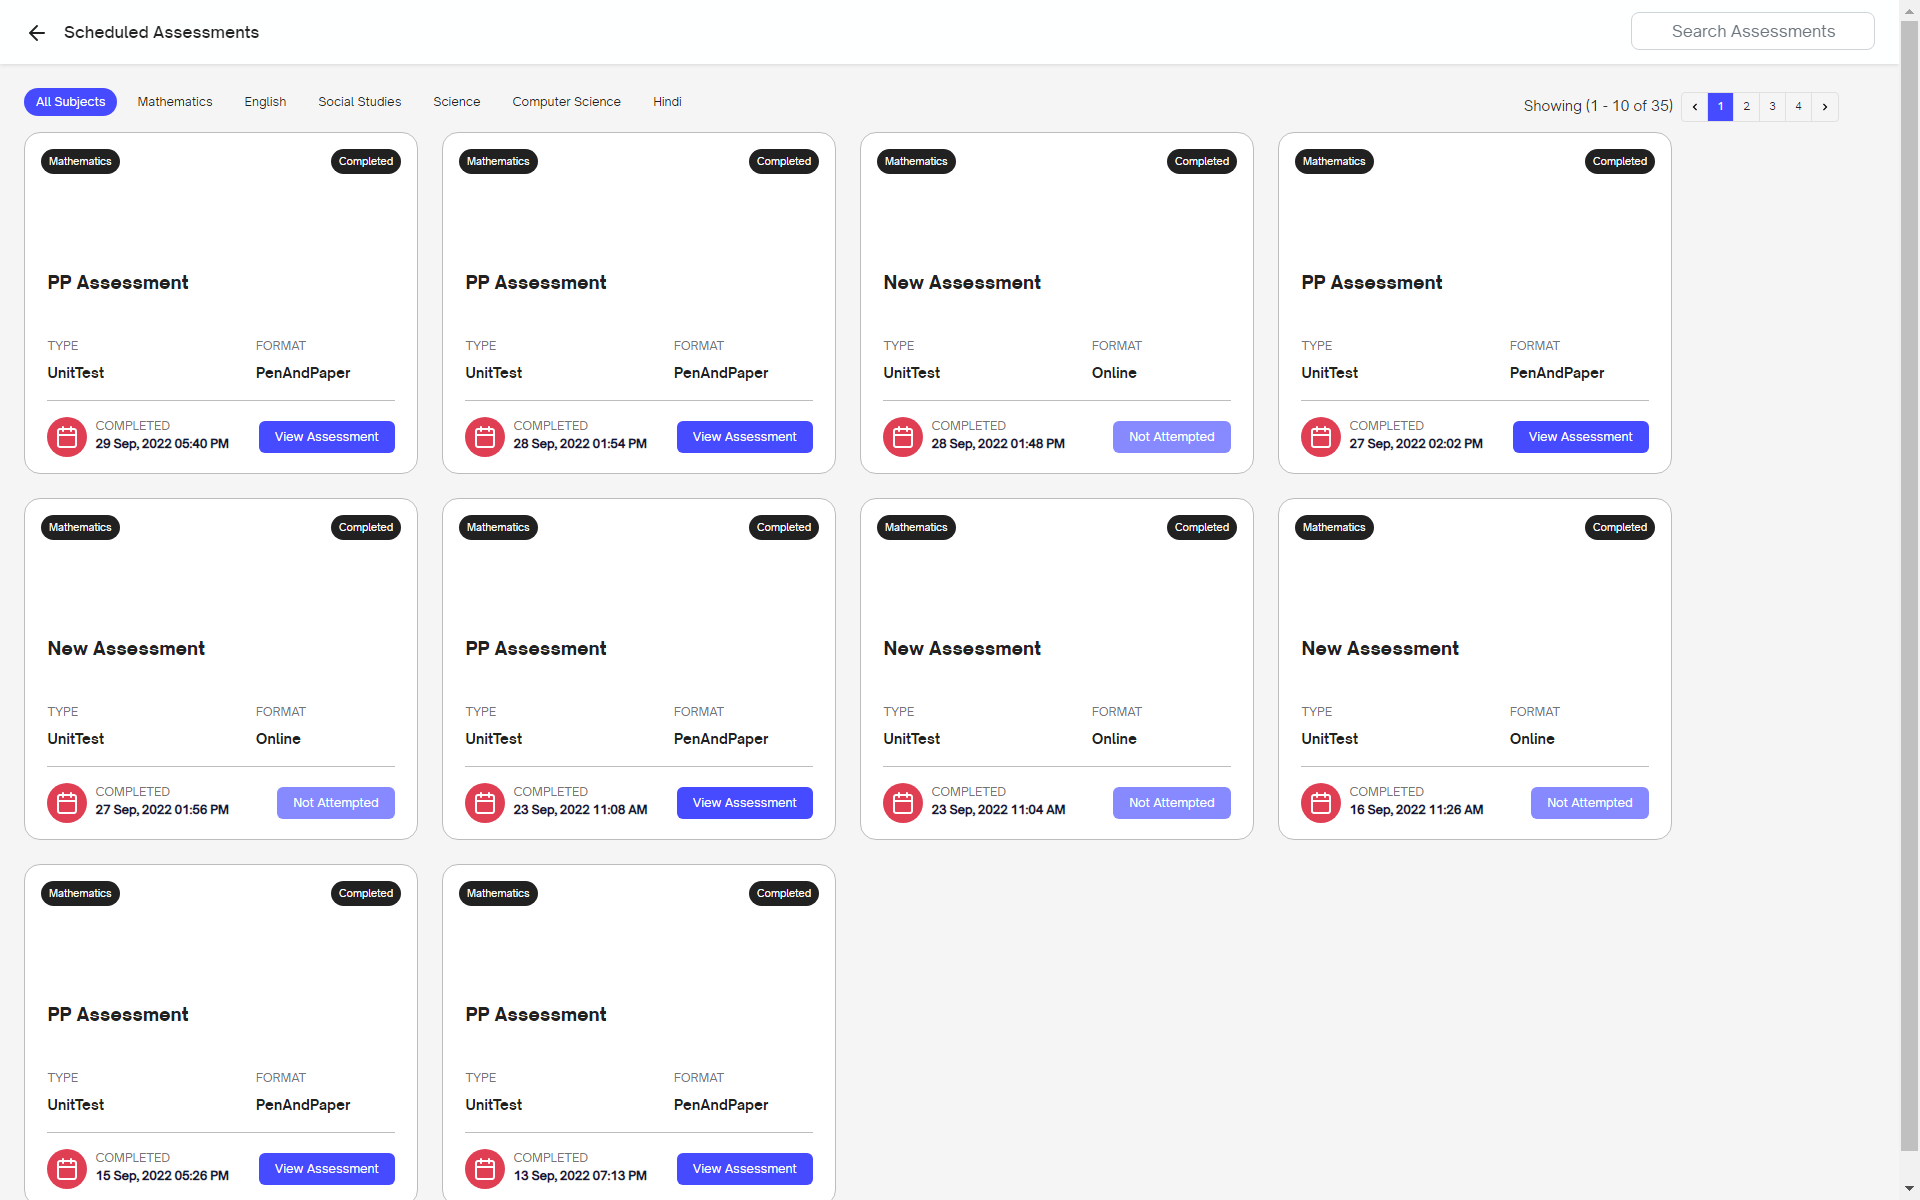 Scheduled Assessments
Search Assessments
All Subjects Mathematics English Social Studies Science Computer Science Hindi
Showing (1 - 10 of 35) ‹ 1 2 3 4 ›
Mathematics Completed
PP Assessment
TYPE FORMAT
UnitTest PenAndPaper
COMPLETED
29 Sep, 2022 05:40 PM
View Assessment
Mathematics Completed
PP Assessment
TYPE FORMAT
UnitTest PenAndPaper
COMPLETED
28 Sep, 2022 01:54 PM
View Assessment
Mathematics Completed
New Assessment
TYPE FORMAT
UnitTest Online
COMPLETED
28 Sep, 2022 01:48 PM
Not Attempted
Mathematics Completed
PP Assessment
TYPE FORMAT
UnitTest PenAndPaper
COMPLETED
27 Sep, 2022 02:02 PM
View Assessment
Mathematics Completed
New Assessment
TYPE FORMAT
UnitTest Online
COMPLETED
27 Sep, 2022 01:56 PM
Not Attempted
Mathematics Completed
PP Assessment
TYPE FORMAT
UnitTest PenAndPaper
COMPLETED
23 Sep, 2022 11:08 AM
View Assessment
Mathematics Completed
New Assessment
TYPE FORMAT
UnitTest Online
COMPLETED
23 Sep, 2022 11:04 AM
Not Attempted
Mathematics Completed
New Assessment
TYPE FORMAT
UnitTest Online
COMPLETED
16 Sep, 2022 11:26 AM
Not Attempted
Mathematics Completed
PP Assessment
TYPE FORMAT
UnitTest PenAndPaper
COMPLETED
15 Sep, 2022 05:26 PM
View Assessment
Mathematics Completed
PP Assessment
TYPE FORMAT
UnitTest PenAndPaper
COMPLETED
13 Sep, 2022 07:13 PM
View Assessment